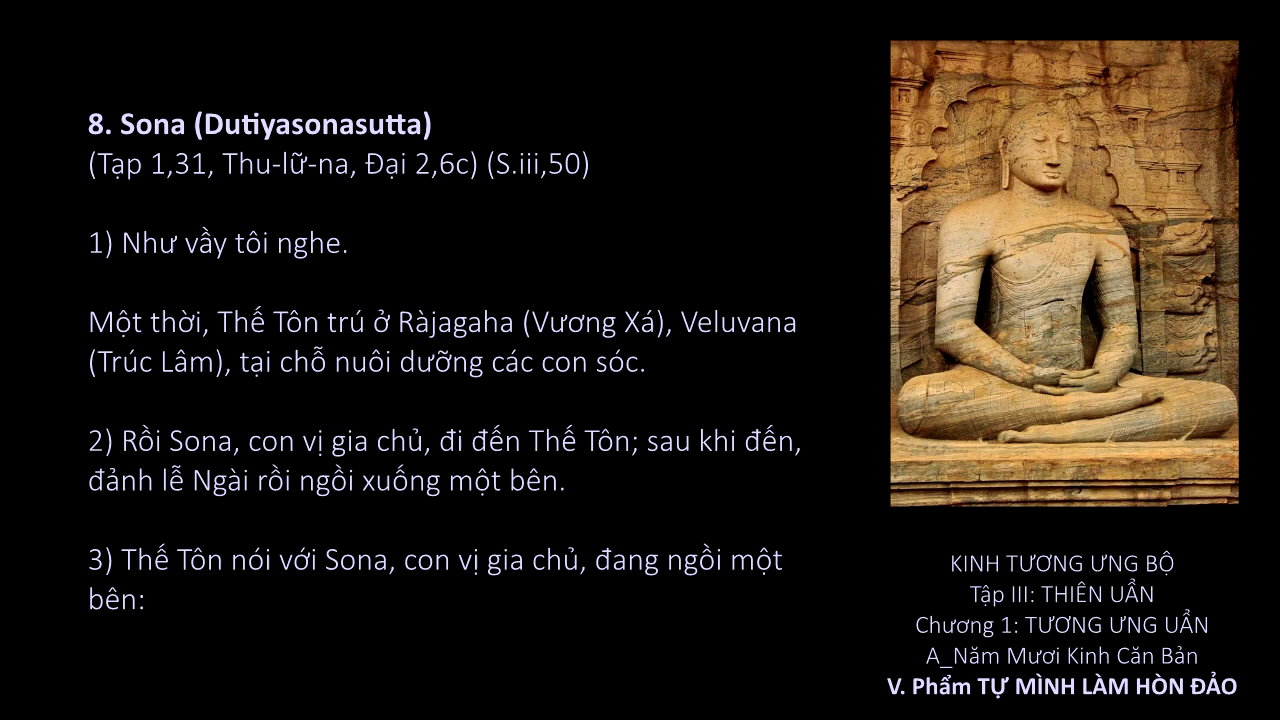 8. Sona (Dutiyasonasutta)
(Tạp 1,31, Thu-lữ-na, Đại 2,6c) (S.iii,50)
1) Như vầy tôi nghe.
Một thời, Thế Tôn trú ở Ràjagaha (Vương Xá), Veluvana
(Trúc Lâm), tại chỗ nuôi dưỡng các con sóc.
2) Rồi Sona, con vị gia chủ, đi đến Thế Tôn; sau khi đến,
đảnh lễ Ngài rồi ngồi xuống một bên.
3) Thế Tôn nói với Sona, con vị gia chủ, đang ngồi một
bên:
KINH TƯƠNG ƯNG BỘ
Tập III: THIÊN UẨN
Chương 1: TƯƠNG ƯNG UẨN
A_Năm Mươi Kinh Căn Bản
V. Phẩm TỰ MÌNH LÀM HÒN ĐẢO